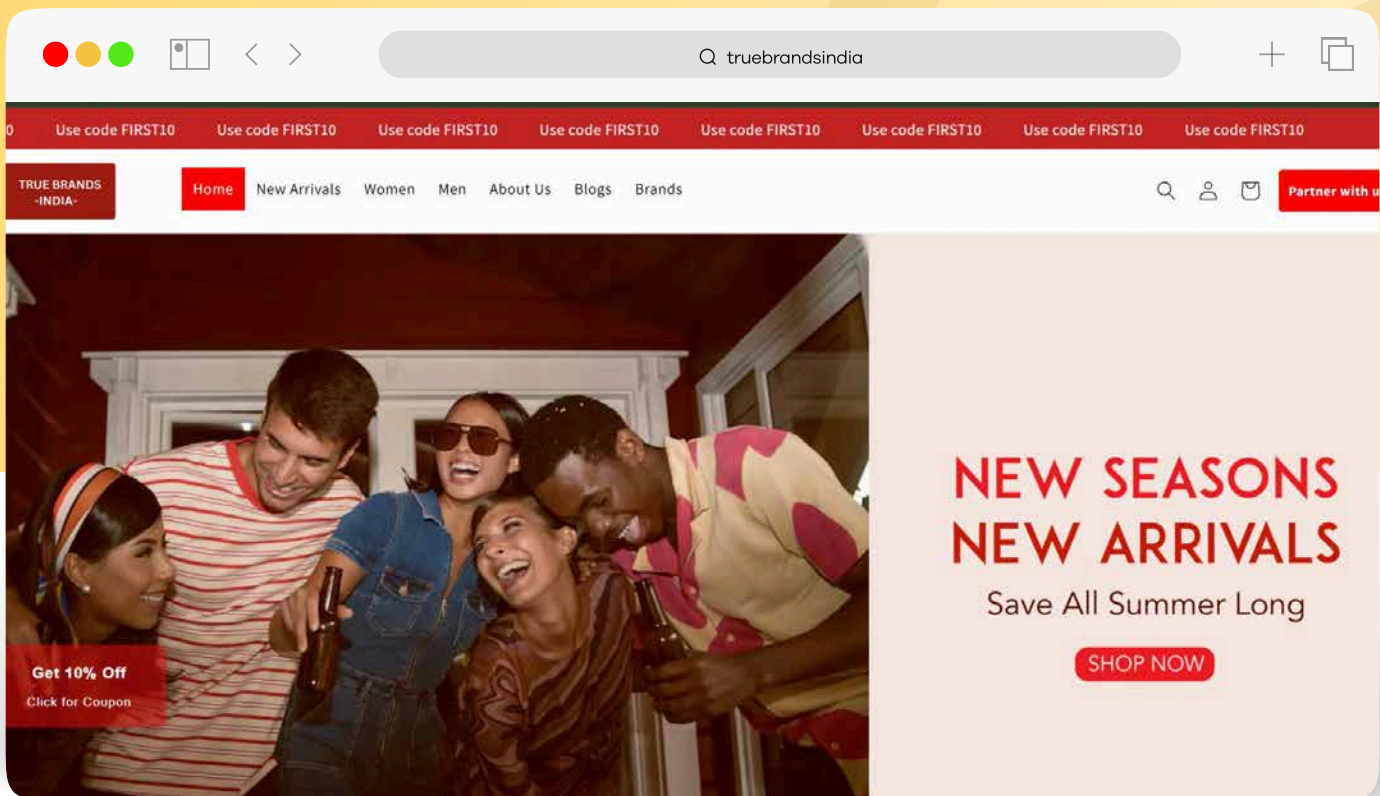 truebrandsindia
0 Use code FIRST10 Use code FIRST10 Use code FIRST10 Use code FIRST10 Use code FIRST10 Use code FIRST10 Use code FIRST10 Use code FIRST10
TRUE BRANDS
-INDIA-
Home New Arrivals Women Men About Us Blogs Brands
Partner with u
NEW SEASONS
NEW ARRIVALS
Save All Summer Long
SHOP NOW
Get 10% Off
Click for Coupon